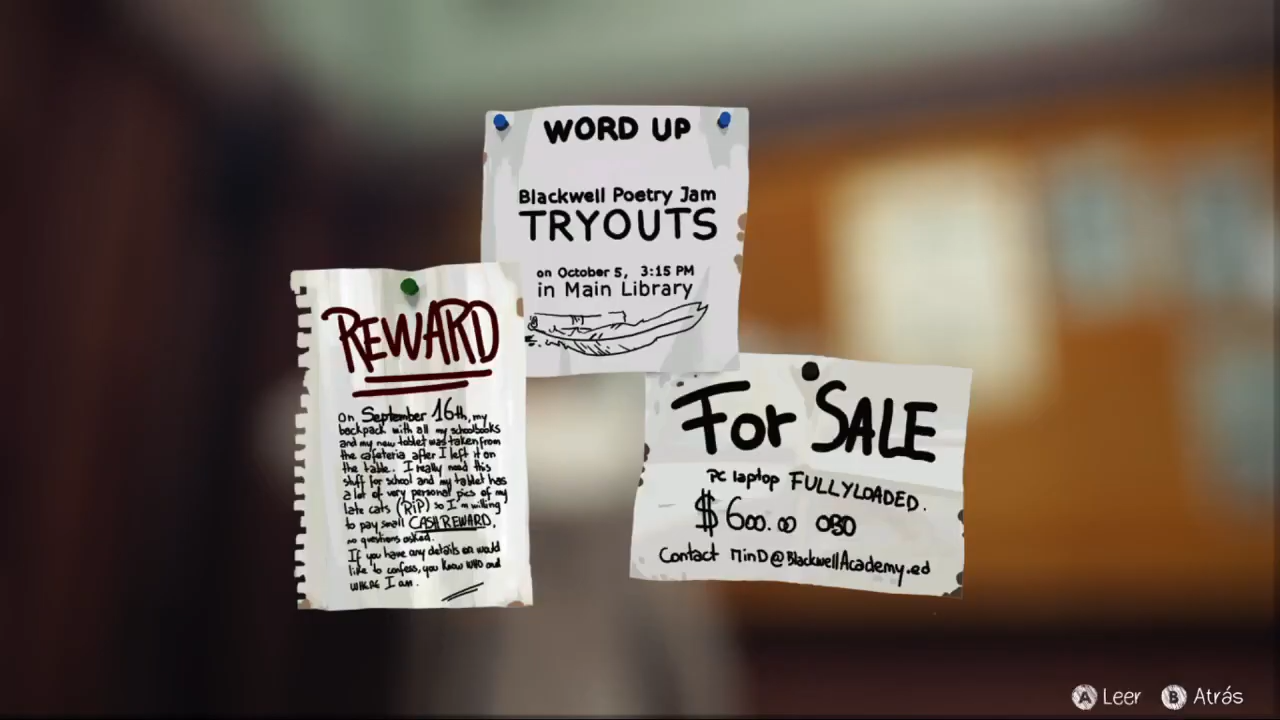 WORD UP
Blackwell Poetry Jam
TRYOUTS
on October 5, 3:15 PM
in Main Library
REWARD
On September 16th, my
backpack with all my schoolbooks
and my new tablet was taken from
the cafeteria after I left it on
the table. I really need this
stuff for school and my tablet has
a lot of very personal pics of my
late cats (RIP) so I'm willing
to pay small CASH REWARD,
no questions asked.
If you have any details or would
like to confess, you know WHO and
WHERE I am.
For SALE
PC laptop FULLY LOADED.
$600.00 OBO
Contact MinD@BlackwellAcademy.ed
A Leer B Atrás